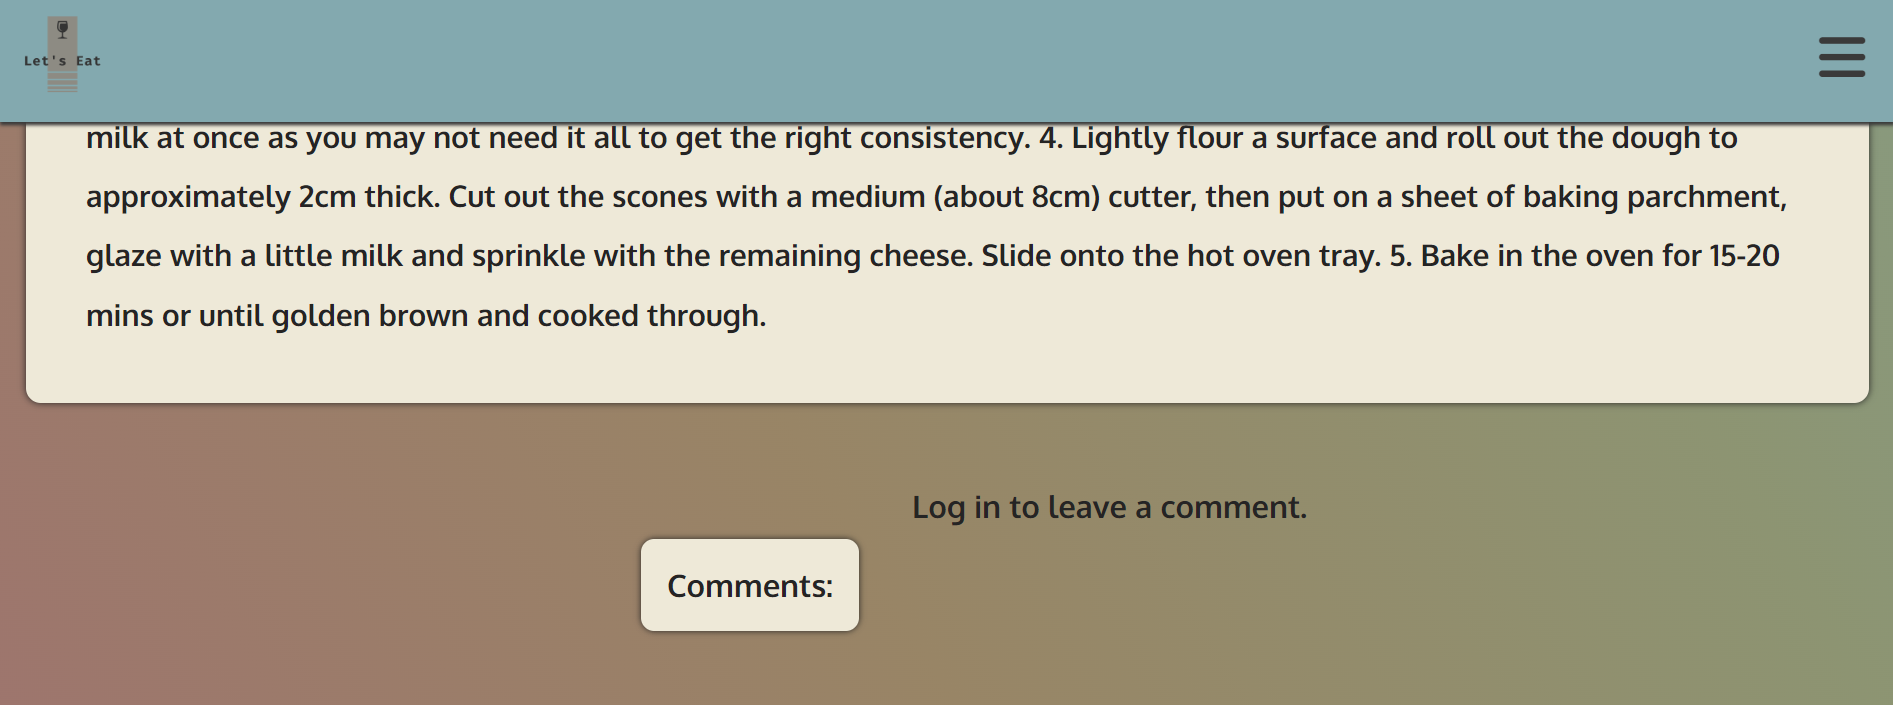 Let's Eat
milk at once as you may not need it all to get the right consistency. 4. Lightly flour a surface and roll out the dough to
approximately 2cm thick. Cut out the scones with a medium (about 8cm) cutter, then put on a sheet of baking parchment,
glaze with a little milk and sprinkle with the remaining cheese. Slide onto the hot oven tray. 5. Bake in the oven for 15-20
mins or until golden brown and cooked through.
Log in to leave a comment.
Comments: